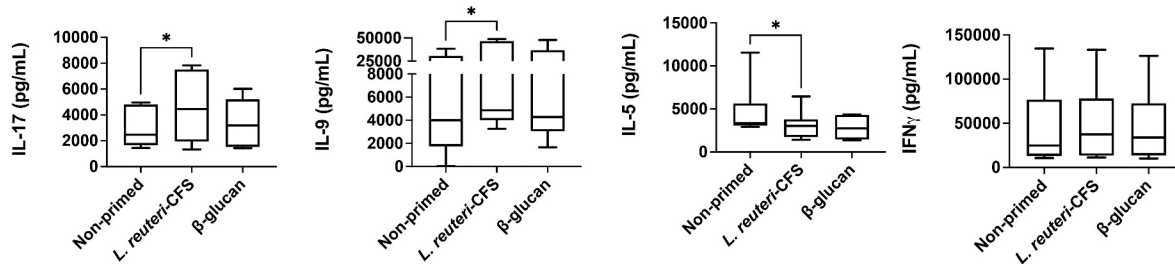 IL-17 (pg/mL)
10000
8000
6000
4000
2000
0
*
Non-primed
L. reuteri-CFS
β-glucan
IL-9 (pg/mL)
50000
25000
8000
6000
4000
2000
0
*
Non-primed
L. reuteri-CFS
β-glucan
IL-5 (pg/mL)
15000
10000
5000
0
*
Non-primed
L. reuteri-CFS
β-glucan
IFNγ (pg/mL)
150000
100000
50000
0
Non-primed
L. reuteri-CFS
β-glucan